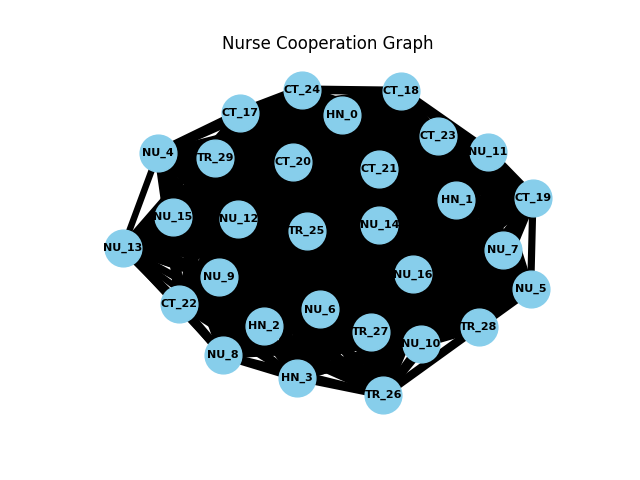 Nurse Cooperation Graph
CT_24
CT_18
CT_17
HN_0
CT_23
NU_11
NU_4
TR_29
CT_20
CT_21
HN_1
CT_19
NU_15
NU_12
NU_14
TR_25
NU_13
NU_7
NU_9
NU_16
NU_5
CT_22
NU_6
HN_2
TR_27
TR_28
NU_10
NU_8
HN_3
TR_26